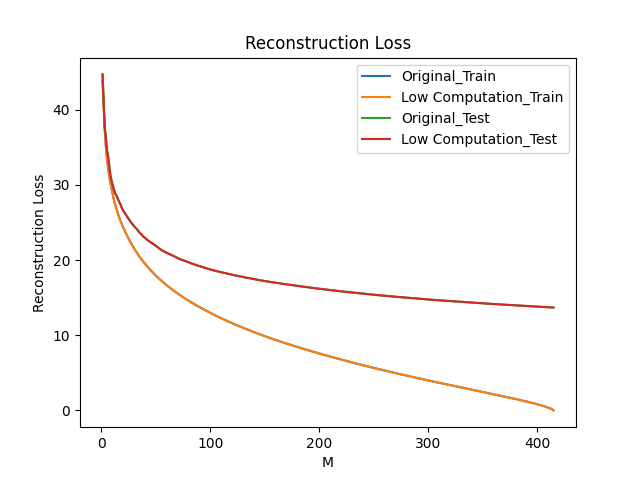 Reconstruction Loss
Original_Train
Low Computation_Train
Original_Test
Low Computation_Test
Reconstruction Loss
40
30
20
10
0
0
100
200
300
400
M